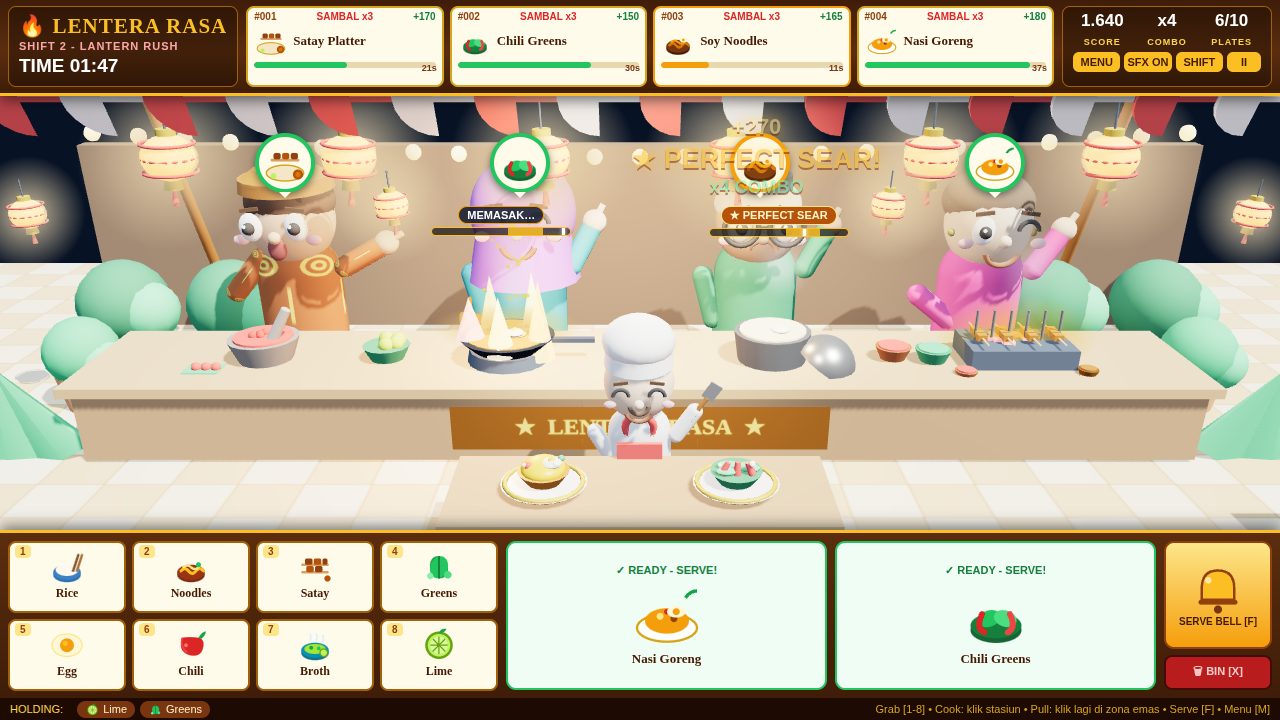 🔥 LENTERA RASA
SHIFT 2 - LANTERN RUSH
TIME 01:47
#001 SAMBAL x3 +170
Satay Platter
21s
#002 SAMBAL x3 +150
Chili Greens
30s
#003 SAMBAL x3 +165
Soy Noodles
11s
#004 SAMBAL x3 +180
Nasi Goreng
37s
1.640 x4 6/10
SCORE COMBO PLATES
MENU SFX ON SHIFT II
+270
★ PERFECT SEAR!
x4 COMBO
MEMASAK…
★ PERFECT SEAR
★ LENTERA RASA ★
1 Rice
2 Noodles
3 Satay
4 Greens
5 Egg
6 Chili
7 Broth
8 Lime
✓ READY - SERVE!
Nasi Goreng
✓ READY - SERVE!
Chili Greens
SERVE BELL [F]
🗑 BIN [X]
HOLDING: Lime Greens
Grab [1-8] • Cook: klik stasiun • Pull: klik lagi di zona emas • Serve [F] • Menu [M]